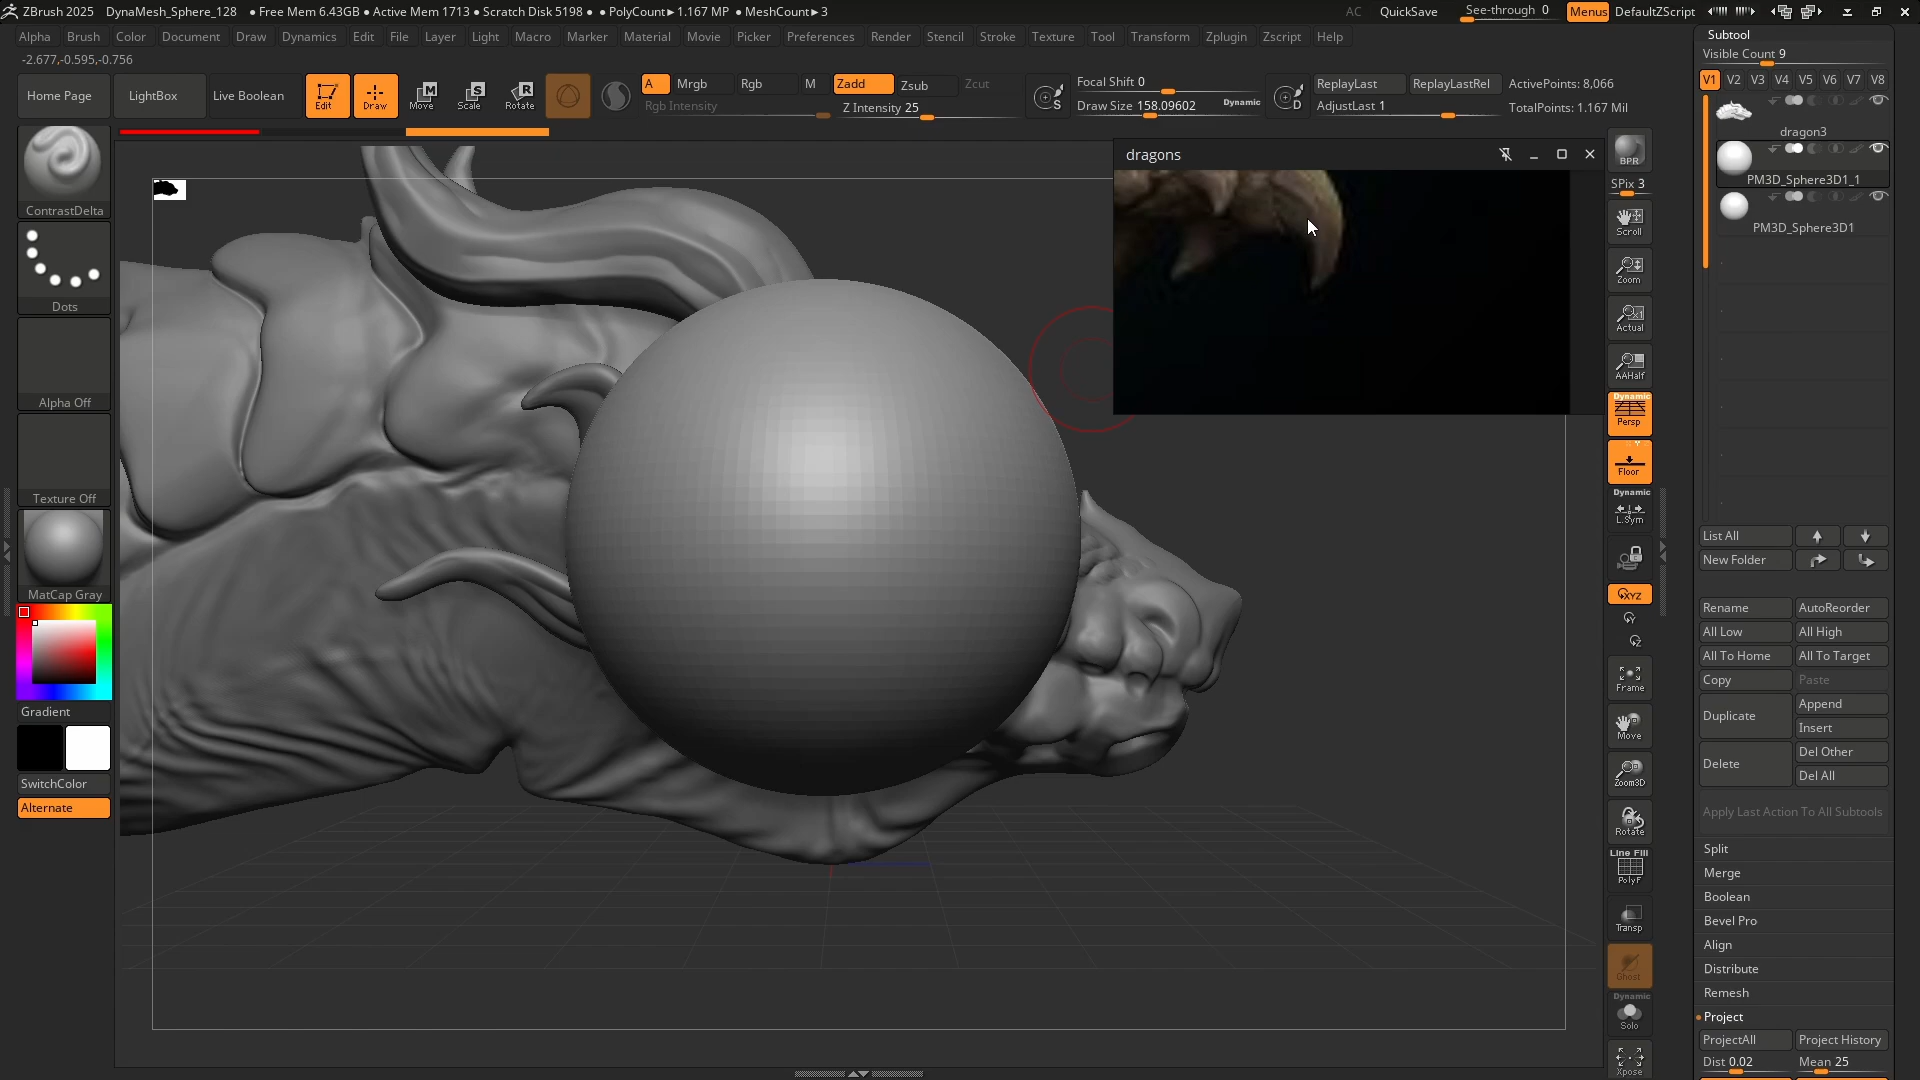 ZBrush 2025 DynaMesh_Sphere_128 ● Free Mem 6.43GB ● Active Mem 1713 ● Scratch Disk 5198 ● ● PolyCount▸ 1.167 MP ● MeshCount▸ 3 AC QuickSave See-through 0 Menus DefaultZScript
Alpha Brush Color Document Draw Dynamics Edit File Layer Light Macro Marker Material Movie Picker Preferences Render Stencil Stroke Texture Tool Transform Zplugin Zscript Help
-2.677,-0.595,-0.756
Home Page LightBox Live Boolean Edit Draw Move Scale Rotate
M S R
A Mrgb Rgb M Zadd Zsub Zcut
Rgb Intensity Z Intensity 25
S Focal Shift 0
Draw Size 158.09602 Dynamic
D ReplayLast ReplayLastRel
AdjustLast 1
ActivePoints: 8,066
TotalPoints: 1.167 Mil
ContrastDelta
Dots
Alpha Off
Texture Off
MatCap Gray
Gradient
SwitchColor
Alternate
dragons
BPR
SPix 3
Scroll
Zoom
Actual
AAHalf
Dynamic
Persp
Floor
Dynamic
L.Sym
XYZ
Y
Z
Frame
Move
Zoom3D
Rotate
Line Fill
PolyF
Transp
Ghost
Dynamic
Solo
Xpose
Subtool
Visible Count 9
V1 V2 V3 V4 V5 V6 V7 V8
dragon3
PM3D_Sphere3D1_1
PM3D_Sphere3D1
List All
New Folder
Rename AutoReorder
All Low All High
All To Home All To Target
Copy Paste
Duplicate Append
Insert
Delete Del Other
Del All
Apply Last Action To All Subtools
Split
Merge
Boolean
Bevel Pro
Align
Distribute
Remesh
Project
ProjectAll Project History
Dist 0.02 Mean 25